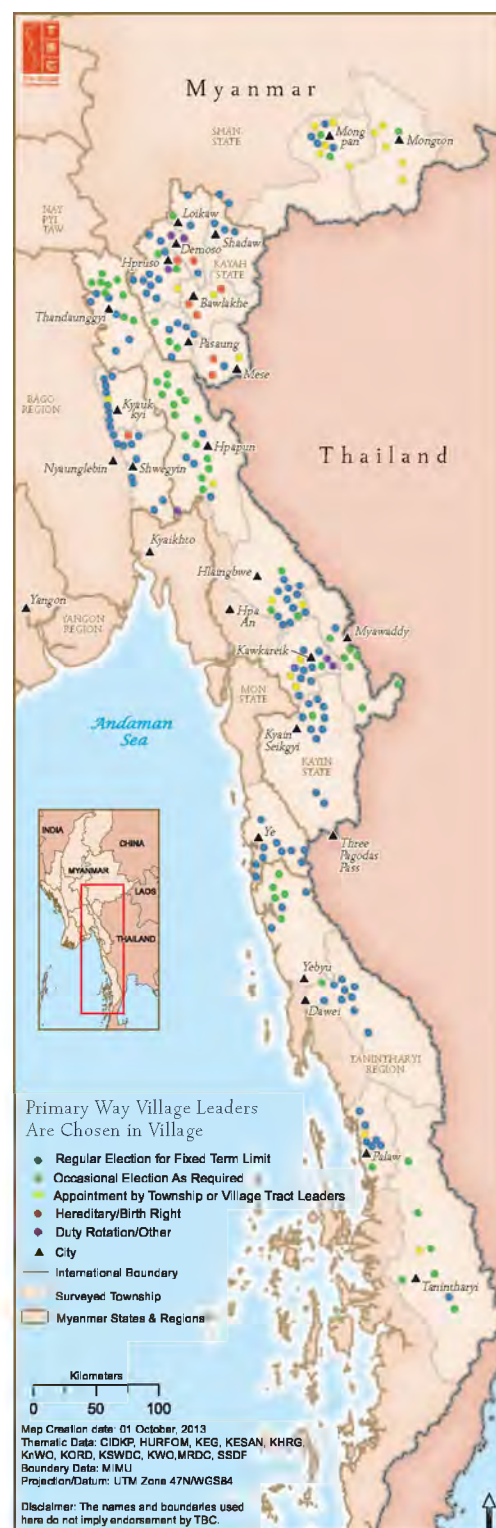 TBC
Myanmar
SHAN
STATE
Mong
pan
Mongton
NAY
PYI
TAW
Loikaw
Shadaw
Demoso
Hpruso
KAYAH
STATE
Bawlakhe
Thandaunggyi
Pasaung
Mese
BAGO
REGION
Kyauk
kyi
Hpapun
Thailand
Nyaunglebin
Shwegyin
Kyaikhto
Hlaingbwe
Yangon
YANGON
REGION
Hpa
An
Myawaddy
Kawkareik
MON
STATE
Andaman
Sea
Kyain
Seikgyi
KAYIN
STATE
Ye
Three
Pagodas
Pass
INDIA
CHINA
MYANMAR
LAOS
THAILAND
Yebyu
Dawei
TANINTHARYI
REGION
Palaw
Tanintharyi
Primary Way Village Leaders
Are Chosen in Village
Regular Election for Fixed Term Limit
Occasional Election As Required
Appointment by Township or Village Tract Leaders
Hereditary/Birth Right
Duty Rotation/Other
City
International Boundary
Surveyed Township
Myanmar States & Regions
Kilometers
0 50 100
Map Creation date: 01 October, 2013
Thematic Data: CIDKP, HURFOM, KEG, KESAN, KHRG,
KnWO, KORD, KSWDC, KWO,MRDC, SSDF
Boundary Data: MIMU
Projection/Datum: UTM Zone 47N/WGS84
Disclaimer: The names and boundaries used
here do not imply endorsement by TBC.